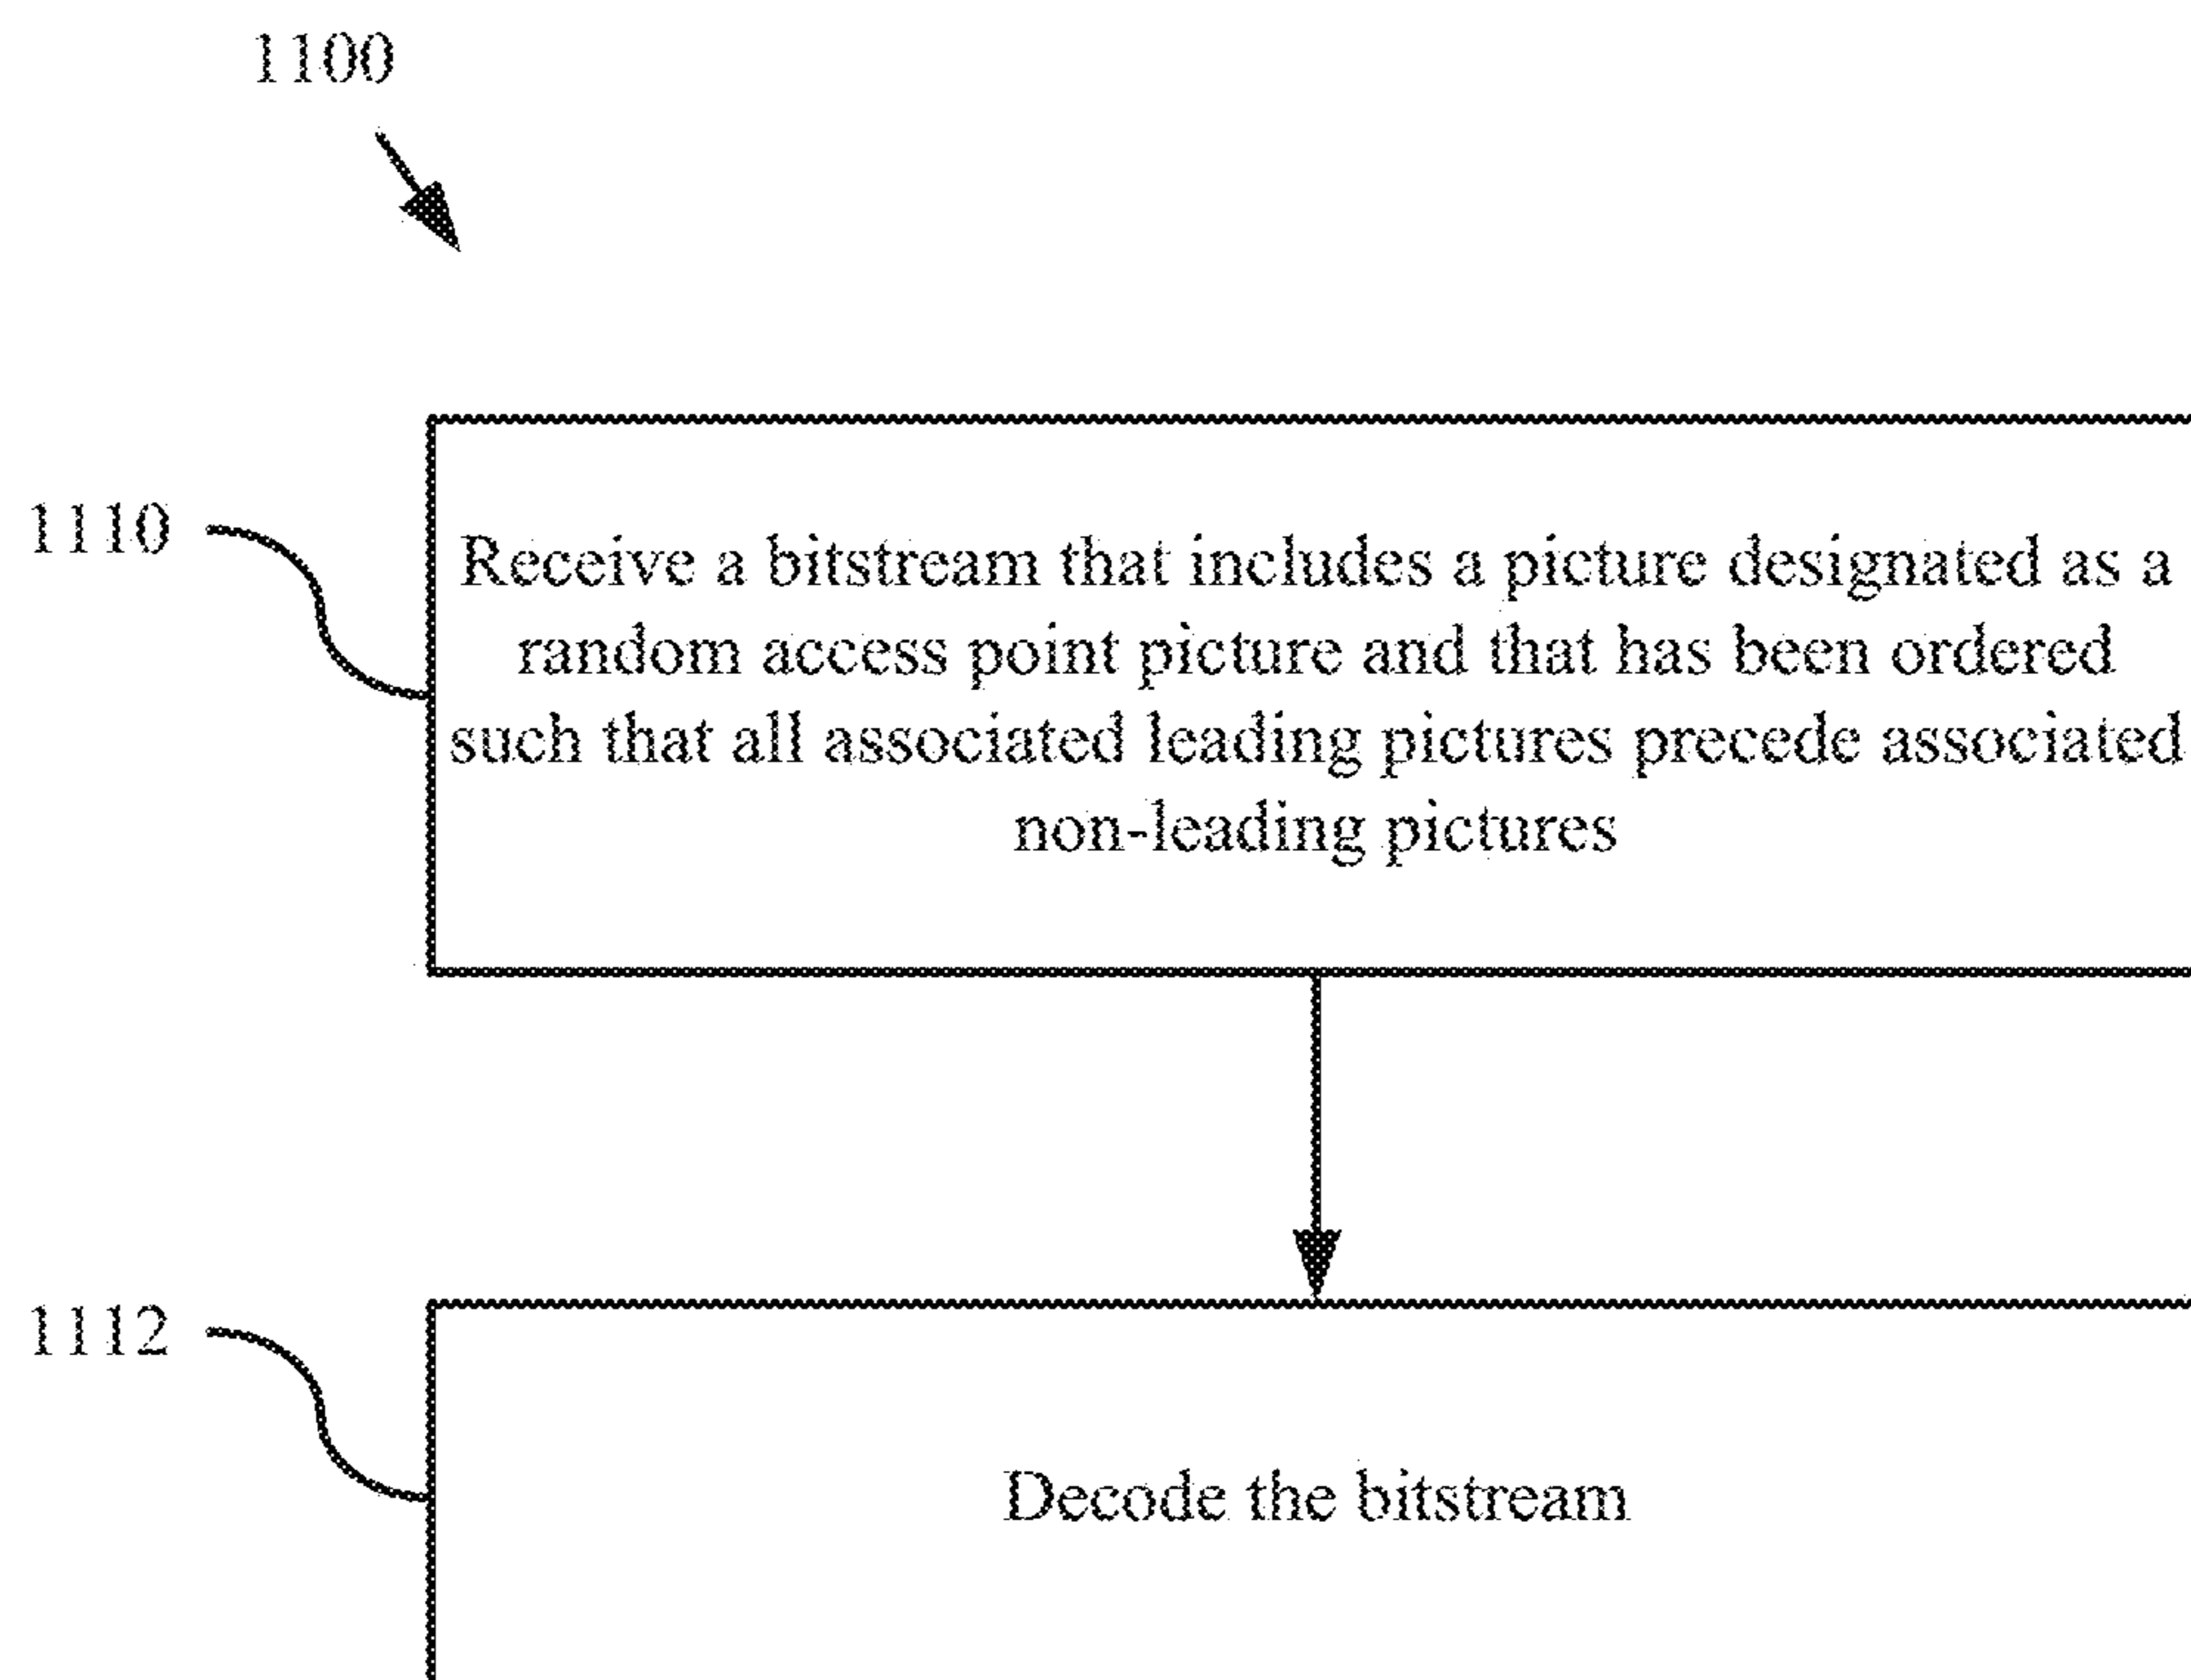 1100
1110
Receive a bitstream that includes a picture designated as a
random access point picture and that has been ordered
such that all associated leading pictures precede associated
non-leading pictures
1112
Decode the bitstream